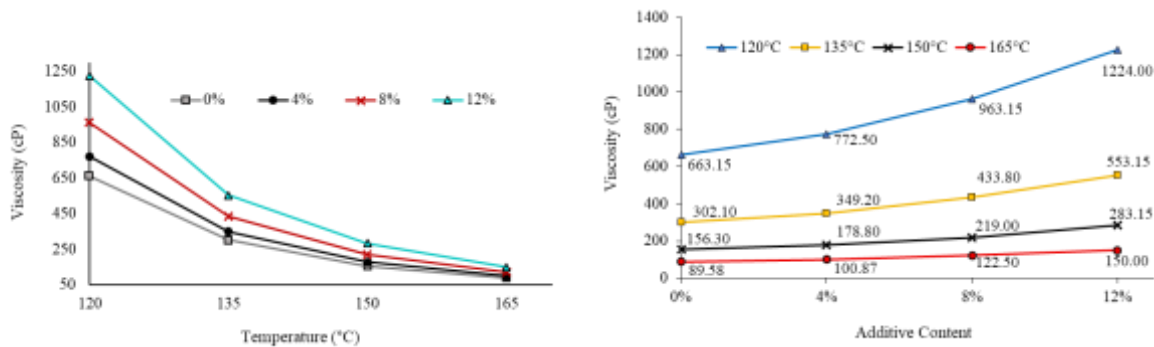 1250
1050
850
650
450
250
50
Viscosity (cP)
0% 4% 8% 12%
120 135 150 165
Temperature (°C)
1400
1200
1000
800
600
400
200
0
Viscosity (cP)
120°C 135°C 150°C 165°C
663.15 772.50 963.15 1224.00
302.10 349.20 433.80 553.15
156.30 178.80 219.00 283.15
89.58 100.87 122.50 150.00
0% 4% 8% 12%
Additive Content